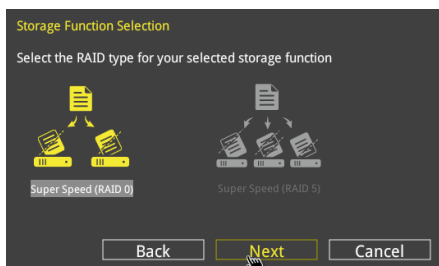 Storage Function Selection
Select the RAID type for your selected storage function
Super Speed (RAID 0)
Super Speed (RAID 5)
Back
Next
Cancel